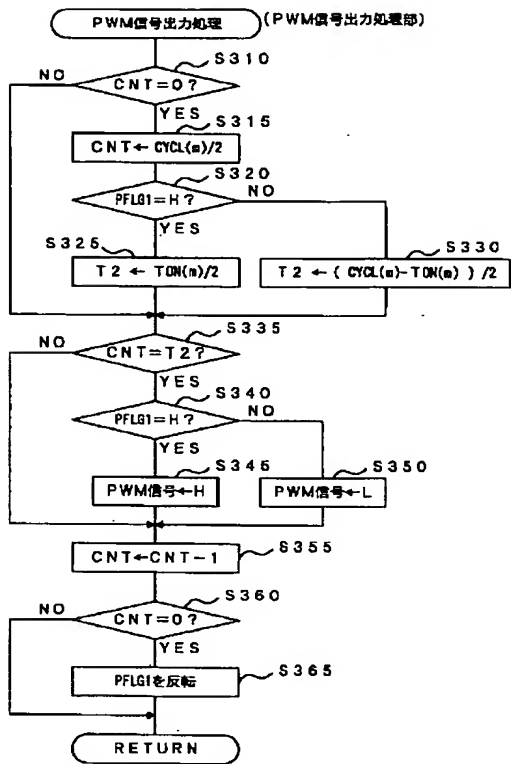 PWM信号出力処理
(PWM信号出力処理部)
S310
NO
CNT=0?
YES
S315
CNT←CYCL(m)/2
S320
PFLG1=H?
NO
YES
S325
S330
T2←TON(m)/2
T2←(CYCL(m)-TON(m))/2
S335
NO
CNT=T2?
YES
S340
PFLG1=H?
NO
YES
S345
S350
PWM信号←H
PWM信号←L
CNT←CNT-1
S355
S360
NO
CNT=0?
YES
PFLG1を反転
S365
RETURN